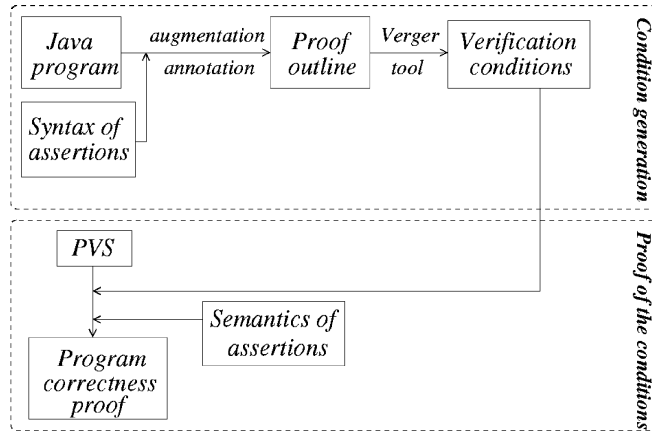 Java
program
augmentation
annotation
Proof
outline
Verger
tool
Verification
conditions
Syntax of
assertions
Condition generation
PVS
Semantics of
assertions
Program
correctness
proof
Proof of the conditions